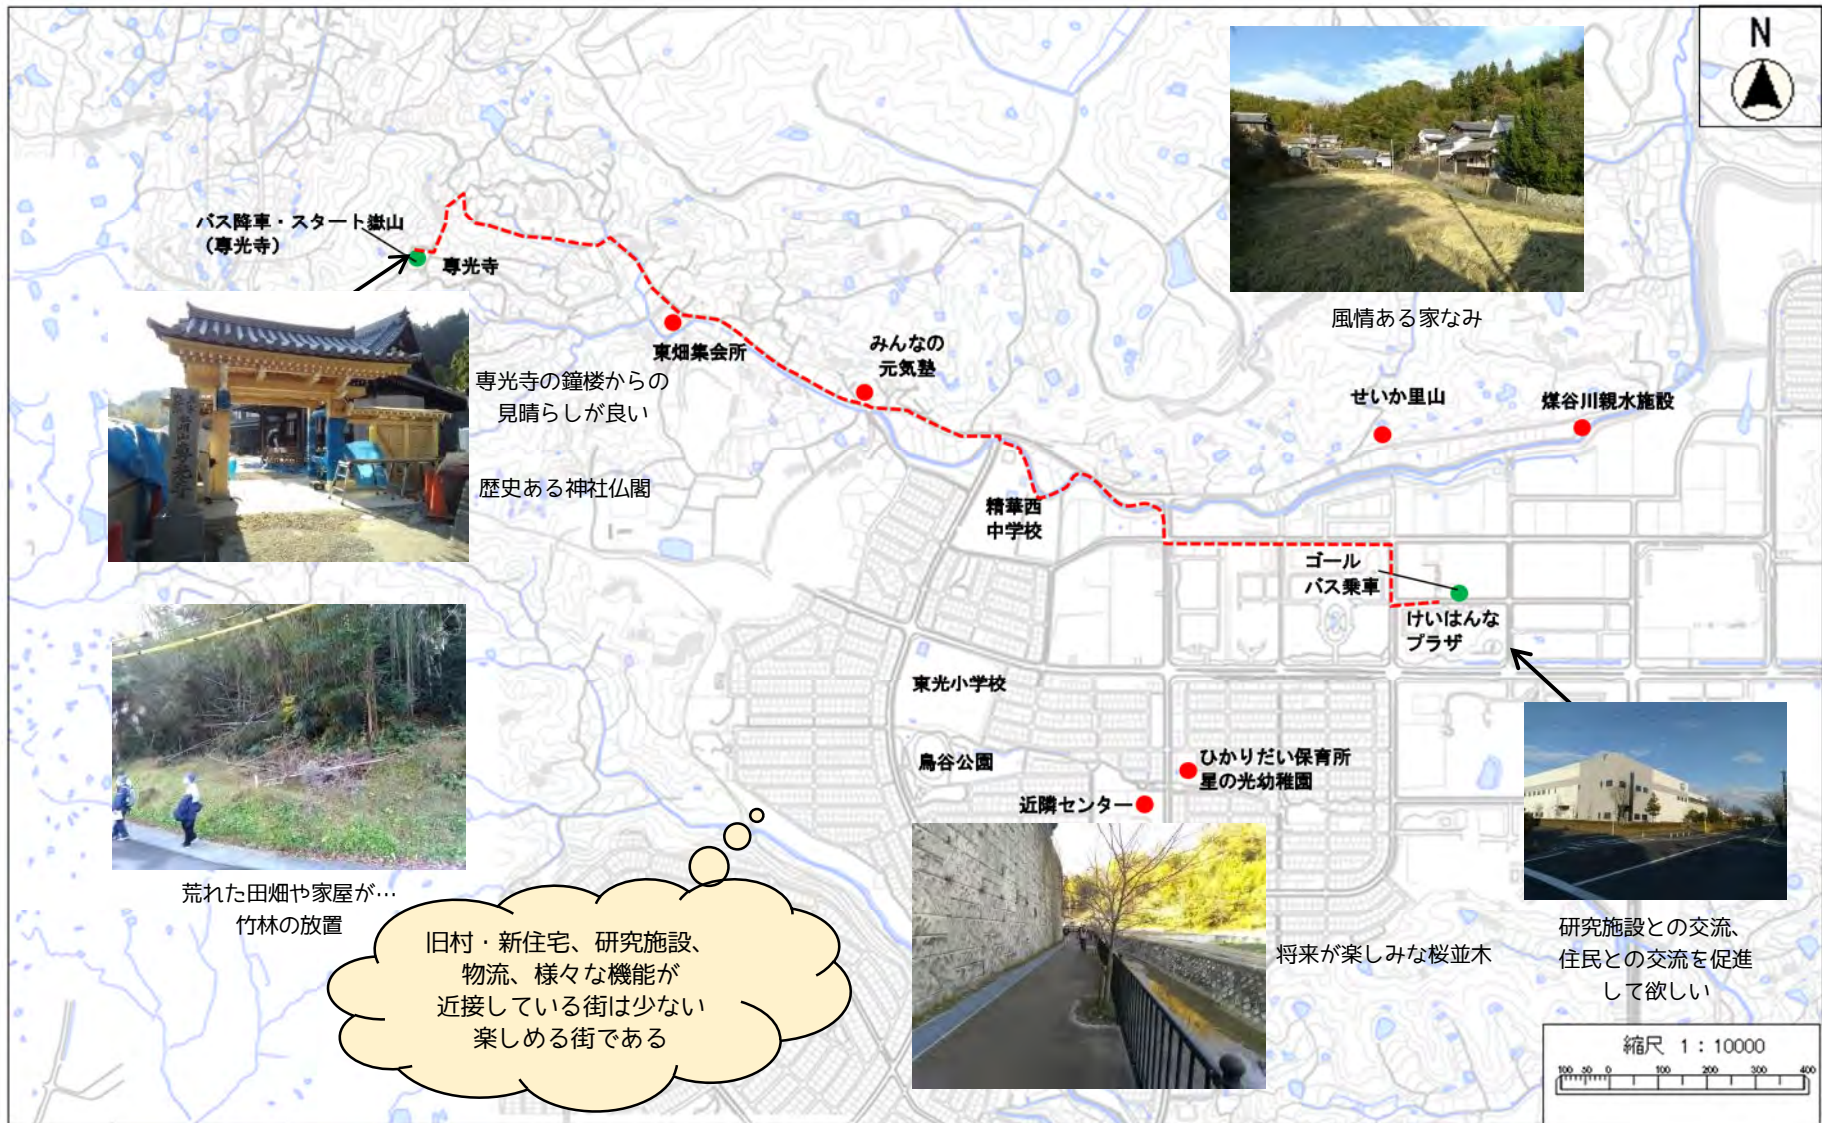 N
バス降車・スタート嶽山
（専光寺）
専光寺
東畑集会所
みんなの
元気塾
専光寺の鐘楼からの
見晴らしが良い
歴史ある神社仏閣
風情ある家なみ
せいか里山
煤谷川親水施設
精華西
中学校
ゴール
バス乗車
けいはんな
プラザ
東光小学校
鳥谷公園
ひかりだい保育所
星の光幼稚園
近隣センター
荒れた田畑や家屋が…
竹林の放置
旧村・新住宅、研究施設、
物流、様々な機能が
近接している街は少ない
楽しめる街である
将来が楽しみな桜並木
研究施設との交流、
住民との交流を促進
して欲しい
縮尺 1：10000
100 50 0 100 200 300 400